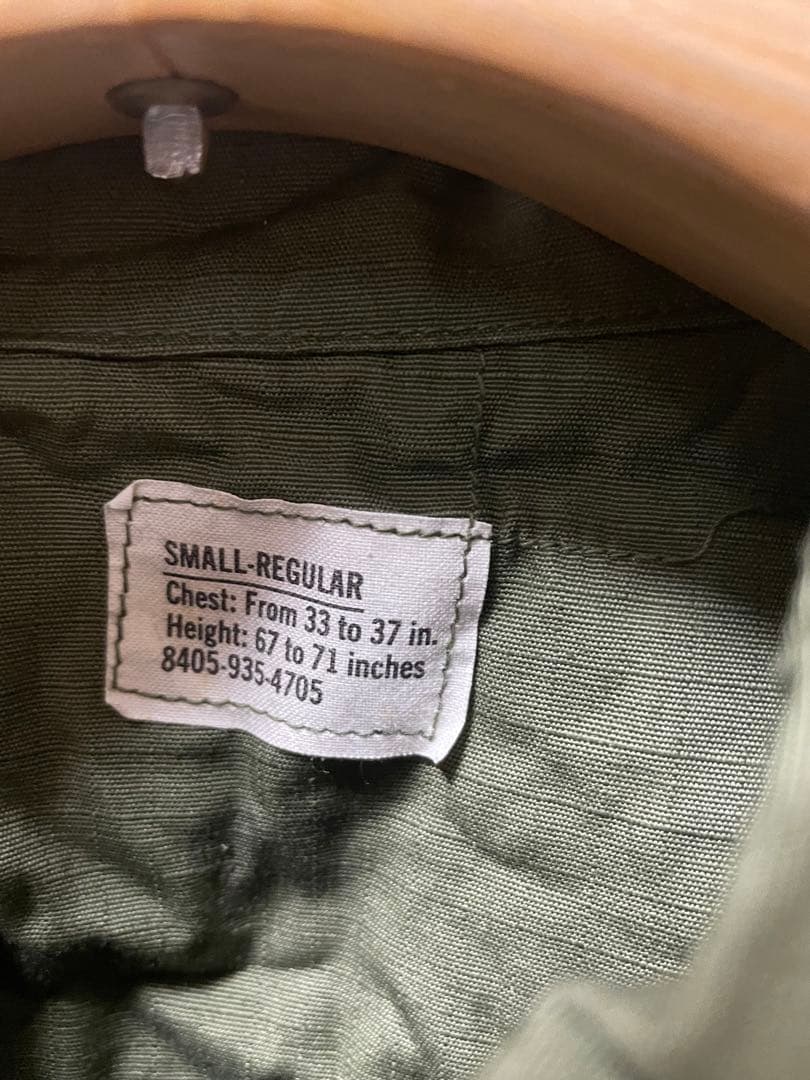 SMALL-REGULAR
Chest: From 33 to 37 in.
Height: 67 to 71 inches
8405-935-4705